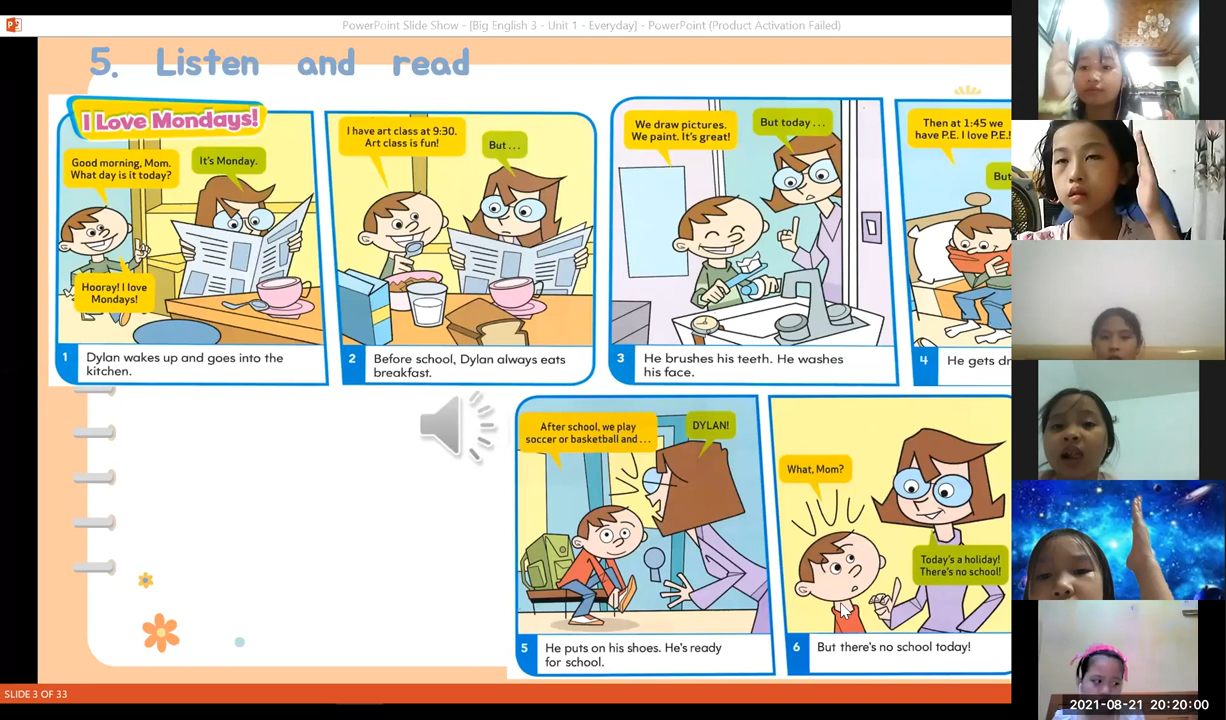 PowerPoint Slide Show - [Big English 3 - Unit 1 - Everyday] - PowerPoint (Product Activation Failed)
5. Listen and read
I Love Mondays!
Good morning, Mom.
What day is it today?
It's Monday.
Hooray! I love
Mondays!
1 Dylan wakes up and goes into the
kitchen.
I have art class at 9:30.
Art class is fun!
But ...
2 Before school, Dylan always eats
breakfast.
We draw pictures.
We paint. It's great!
But today ...
3 He brushes his teeth. He washes
his face.
Then at 1:45 we
have P.E. I love P.E.!
But
4 He gets dr
After school, we play
soccer or basketball and ...
DYLAN!
5 He puts on his shoes. He's ready
for school.
What, Mom?
Today's a holiday!
There's no school!
6 But there's no school today!
SLIDE 3 OF 33
2021-08-21 20:20:00